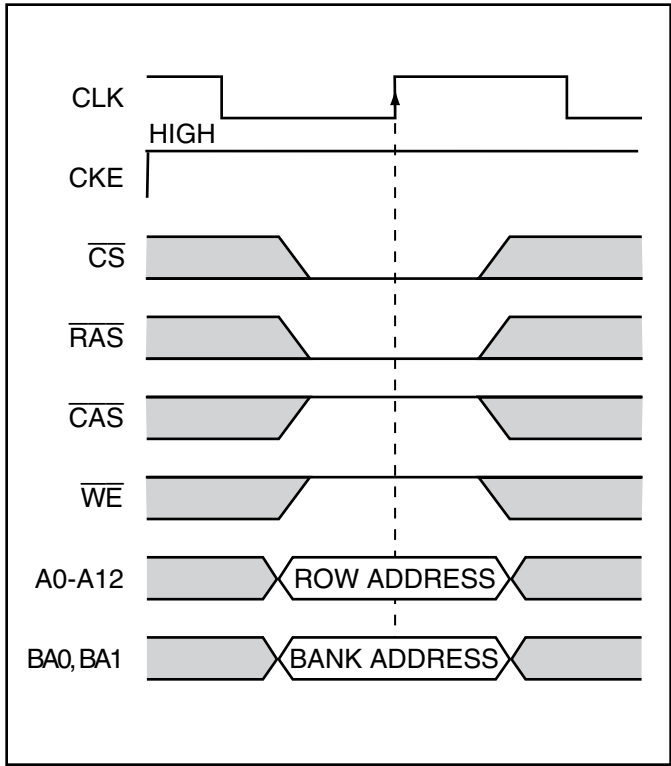 CLK
HIGH
CKE
CS
RAS
CAS
WE
A0-A12 ROW ADDRESS
BA0, BA1 BANK ADDRESS